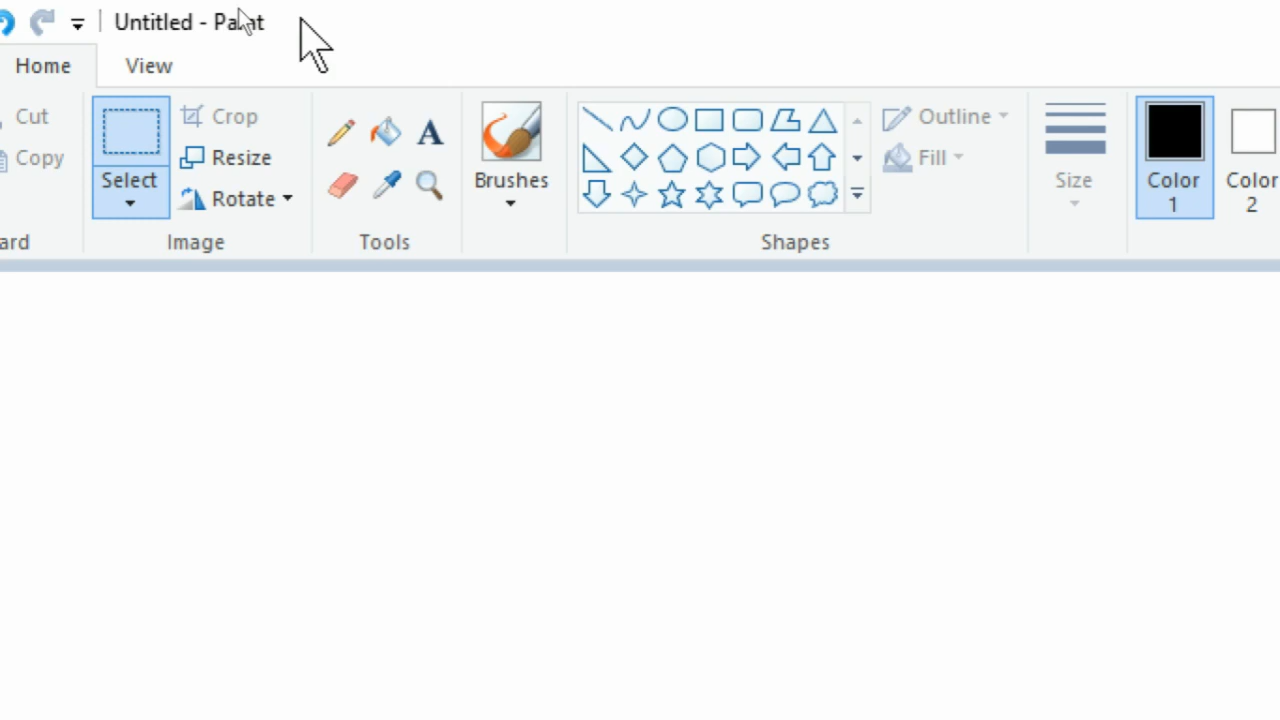 Untitled - Paint
Home View
Cut
Copy
Select
Crop
Resize
Rotate
Image
A
Tools
Brushes
Shapes
Outline
Fill
Size
Color
1
Color
2
ard